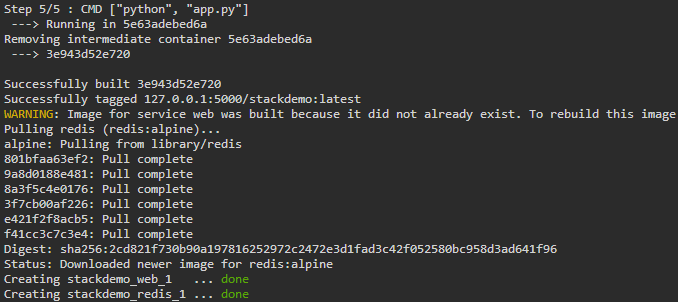 Step 5/5 : CMD ["python", "app.py"]
---> Running in 5e63adebed6a
Removing intermediate container 5e63adebed6a
---> 3e943d52e720
Successfully built 3e943d52e720
Successfully tagged 127.0.0.1:5000/stackdemo:latest
WARNING: Image for service web was built because it did not already exist. To rebuild this image
Pulling redis (redis:alpine)...
alpine: Pulling from library/redis
801bfaa63ef2: Pull complete
9a8d0188e481: Pull complete
8a3f5c4e0176: Pull complete
3f7cb00af226: Pull complete
e421f2f8acb5: Pull complete
f41cc3c7c3e4: Pull complete
Digest: sha256:2cd821f730b90a197816252972c2472e3d1fad3c42f052580bc958d3ad641f96
Status: Downloaded newer image for redis:alpine
Creating stackdemo_web_1   ... done
Creating stackdemo_redis_1 ... done